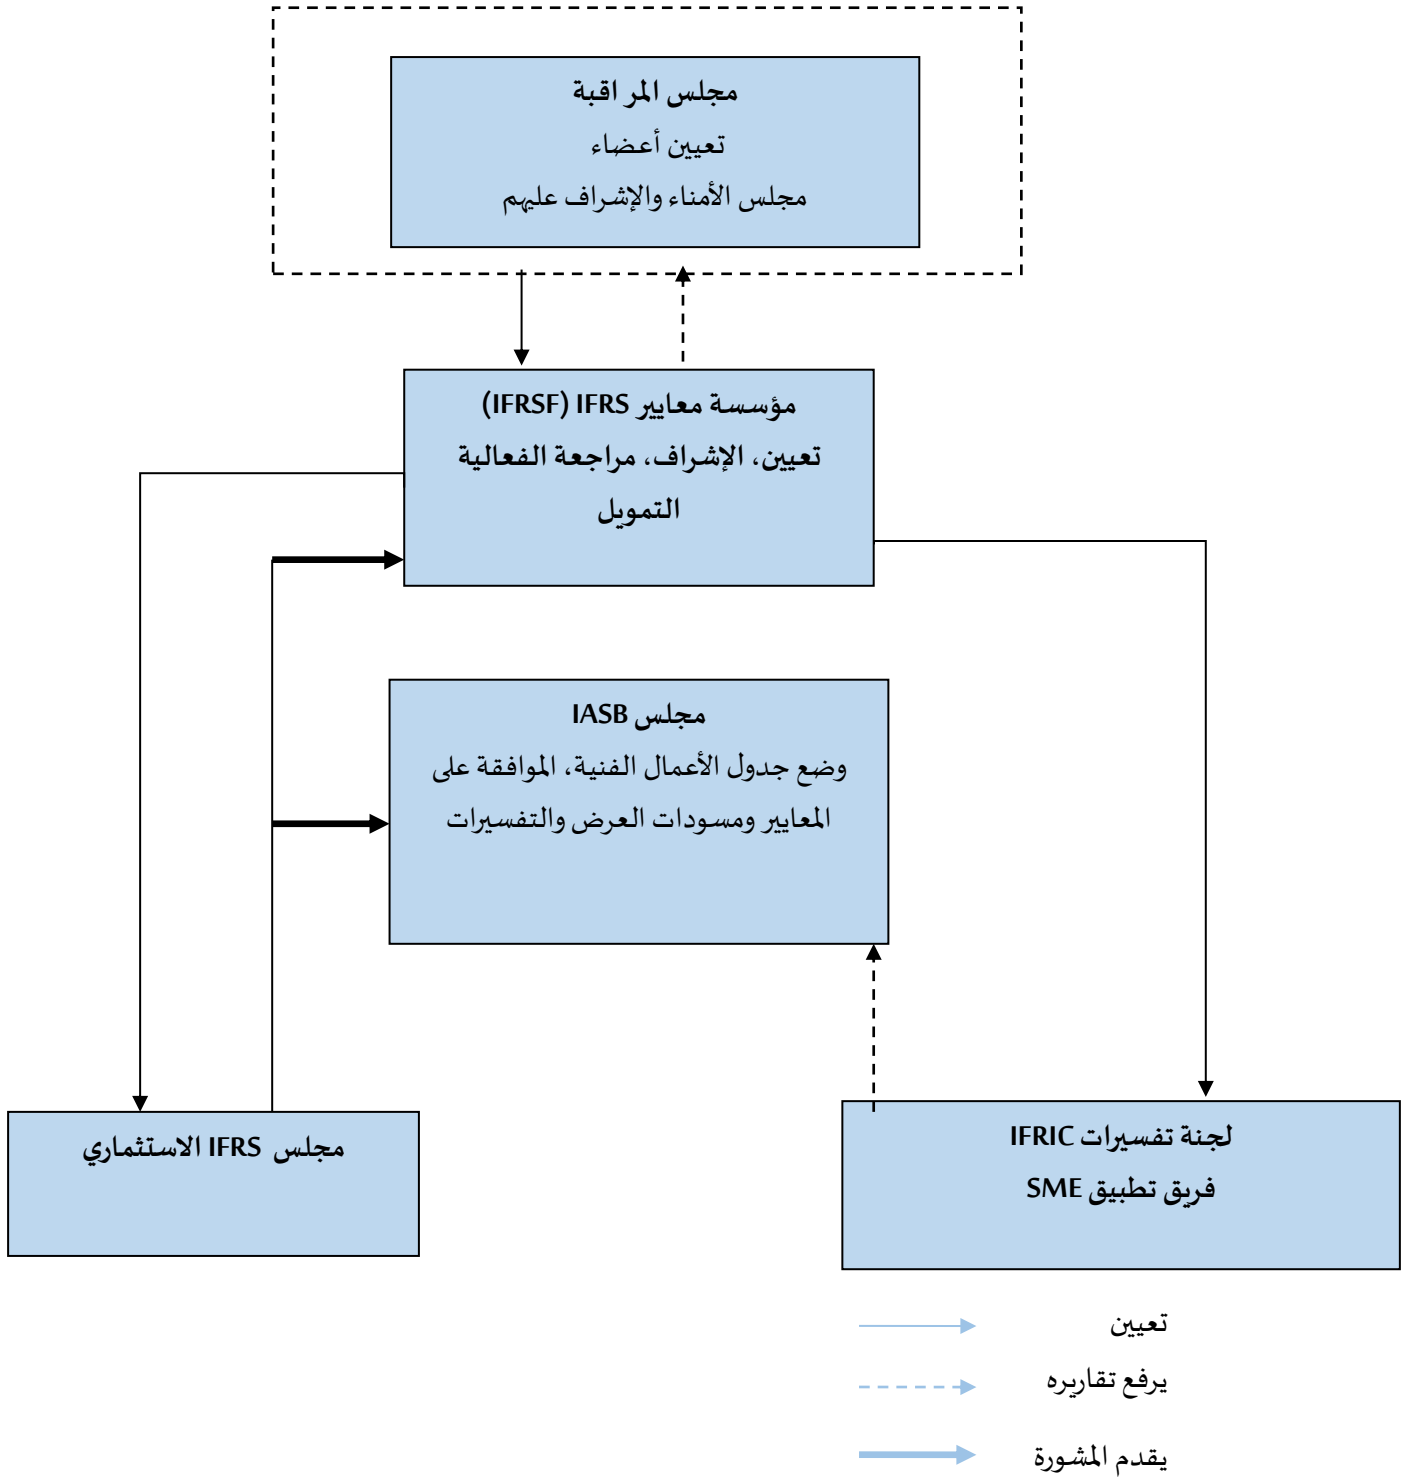 مجلس المراقبة
تعيين أعضاء
مجلس الأمناء والإشراف عليهم
مؤسسة معايير IFRS (IFRSF)
تعيين، الإشراف، مراجعة الفعالية
التمويل
مجلس IASB
وضع جدول الأعمال الفنية، الموافقة على
المعايير ومسودات العرض والتفسيرات
مجلس IFRS الاستثماري
لجنة تفسيرات IFRIC
فريق تطبيق SME
تعيين
يرفع تقاريره
يقدم المشورة